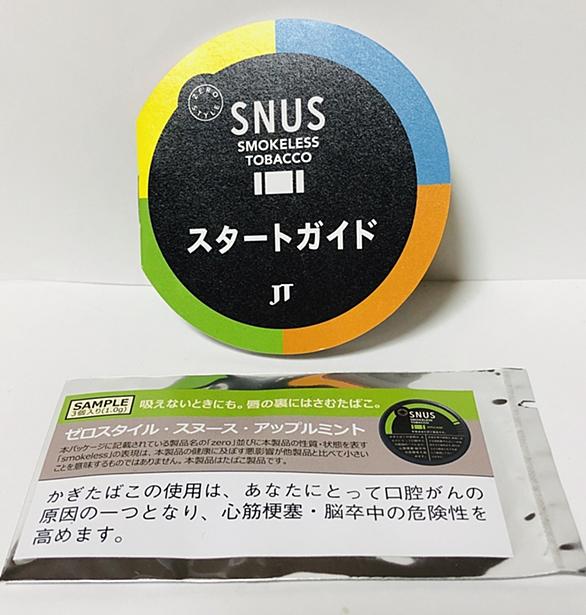 ZERO STYLE
SNUS
SMOKELESS
TOBACCO
スタートガイド
JT
SAMPLE
3個入り(1.0g)
吸えないときにも。唇の裏にはさむたばこ。
ゼロスタイル・スヌース・アップルミント
本パッケージに記載されている製品名の「zero」並びに本製品の性質・状態を表す
「smokeless」の表現は、本製品の健康に及ぼす悪影響が他製品と比べて小さい
ことを意味するものではありません。本製品はたばこ製品です。
SNUS
かぎたばこの使用は、あなたにとって口腔がんの
原因の一つとなり、心筋梗塞・脳卒中の危険性を
高めます。